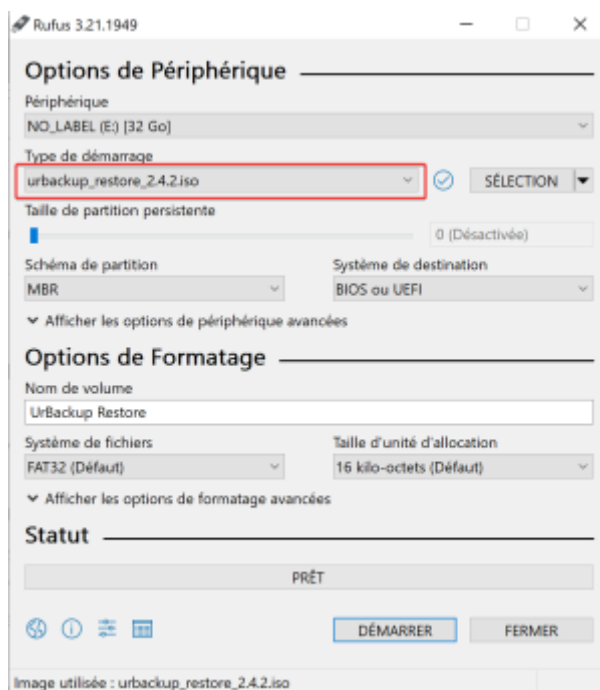 Rufus 3.21.1949
Options de Périphérique
Périphérique
NO_LABEL (E:) [32 Go]
Type de démarrage
urbackup_restore_2.4.2.iso
SÉLECTION
Taille de partition persistente
0 (Désactivée)
Schéma de partition Système de destination
MBR BIOS ou UEFI
Afficher les options de périphérique avancées
Options de Formatage
Nom de volume
UrBackup Restore
Système de fichiers Taille d'unité d'allocation
FAT32 (Défaut) 16 kilo-octets (Défaut)
Afficher les options de formatage avancées
Statut
PRÊT
DÉMARRER FERMER
Image utilisée : urbackup_restore_2.4.2.iso